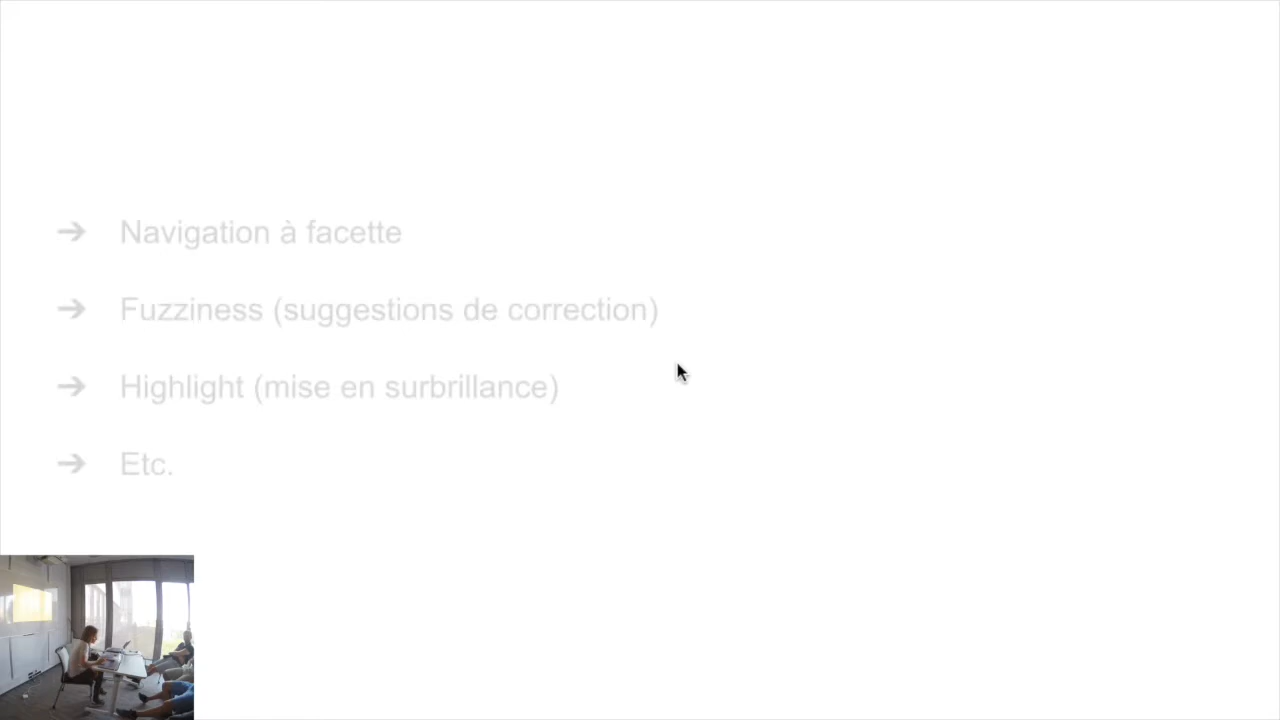 ➔ Navigation à facette
➔ Fuzziness (suggestions de correction)
➔ Highlight (mise en surbrillance)
➔ Etc.